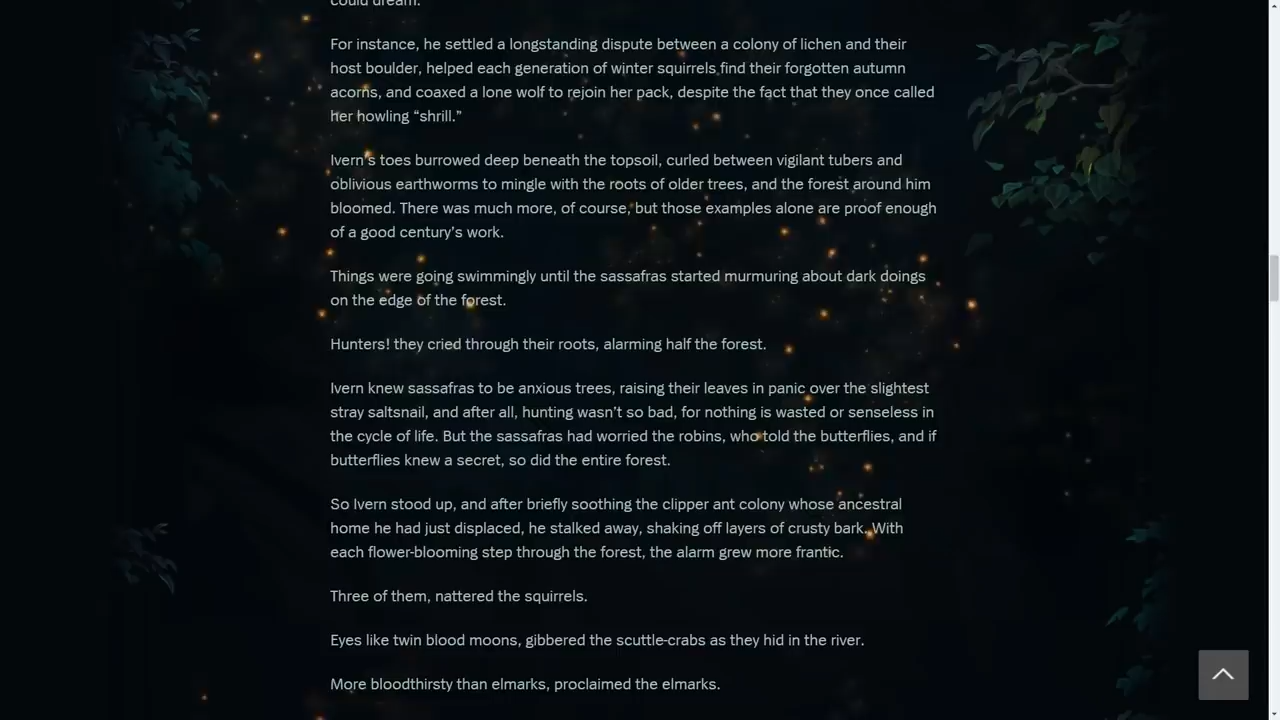 could dream.
For instance, he settled a longstanding dispute between a colony of lichen and their
host boulder, helped each generation of winter squirrels find their forgotten autumn
acorns, and coaxed a lone wolf to rejoin her pack, despite the fact that they once called
her howling “shrill.”
Ivern’s toes burrowed deep beneath the topsoil, curled between vigilant tubers and
oblivious earthworms to mingle with the roots of older trees, and the forest around him
bloomed. There was much more, of course, but those examples alone are proof enough
of a good century’s work.
Things were going swimmingly until the sassafras started murmuring about dark doings
on the edge of the forest.
Hunters! they cried through their roots, alarming half the forest.
Ivern knew sassafras to be anxious trees, raising their leaves in panic over the slightest
stray saltsnail, and after all, hunting wasn’t so bad, for nothing is wasted or senseless in
the cycle of life. But the sassafras had worried the robins, who told the butterflies, and if
butterflies knew a secret, so did the entire forest.
So Ivern stood up, and after briefly soothing the clipper ant colony whose ancestral
home he had just displaced, he stalked away, shaking off layers of crusty bark. With
each flower-blooming step through the forest, the alarm grew more frantic.
Three of them, nattered the squirrels.
Eyes like twin blood moons, gibbered the scuttle-crabs as they hid in the river.
More bloodthirsty than elmarks, proclaimed the elmarks.